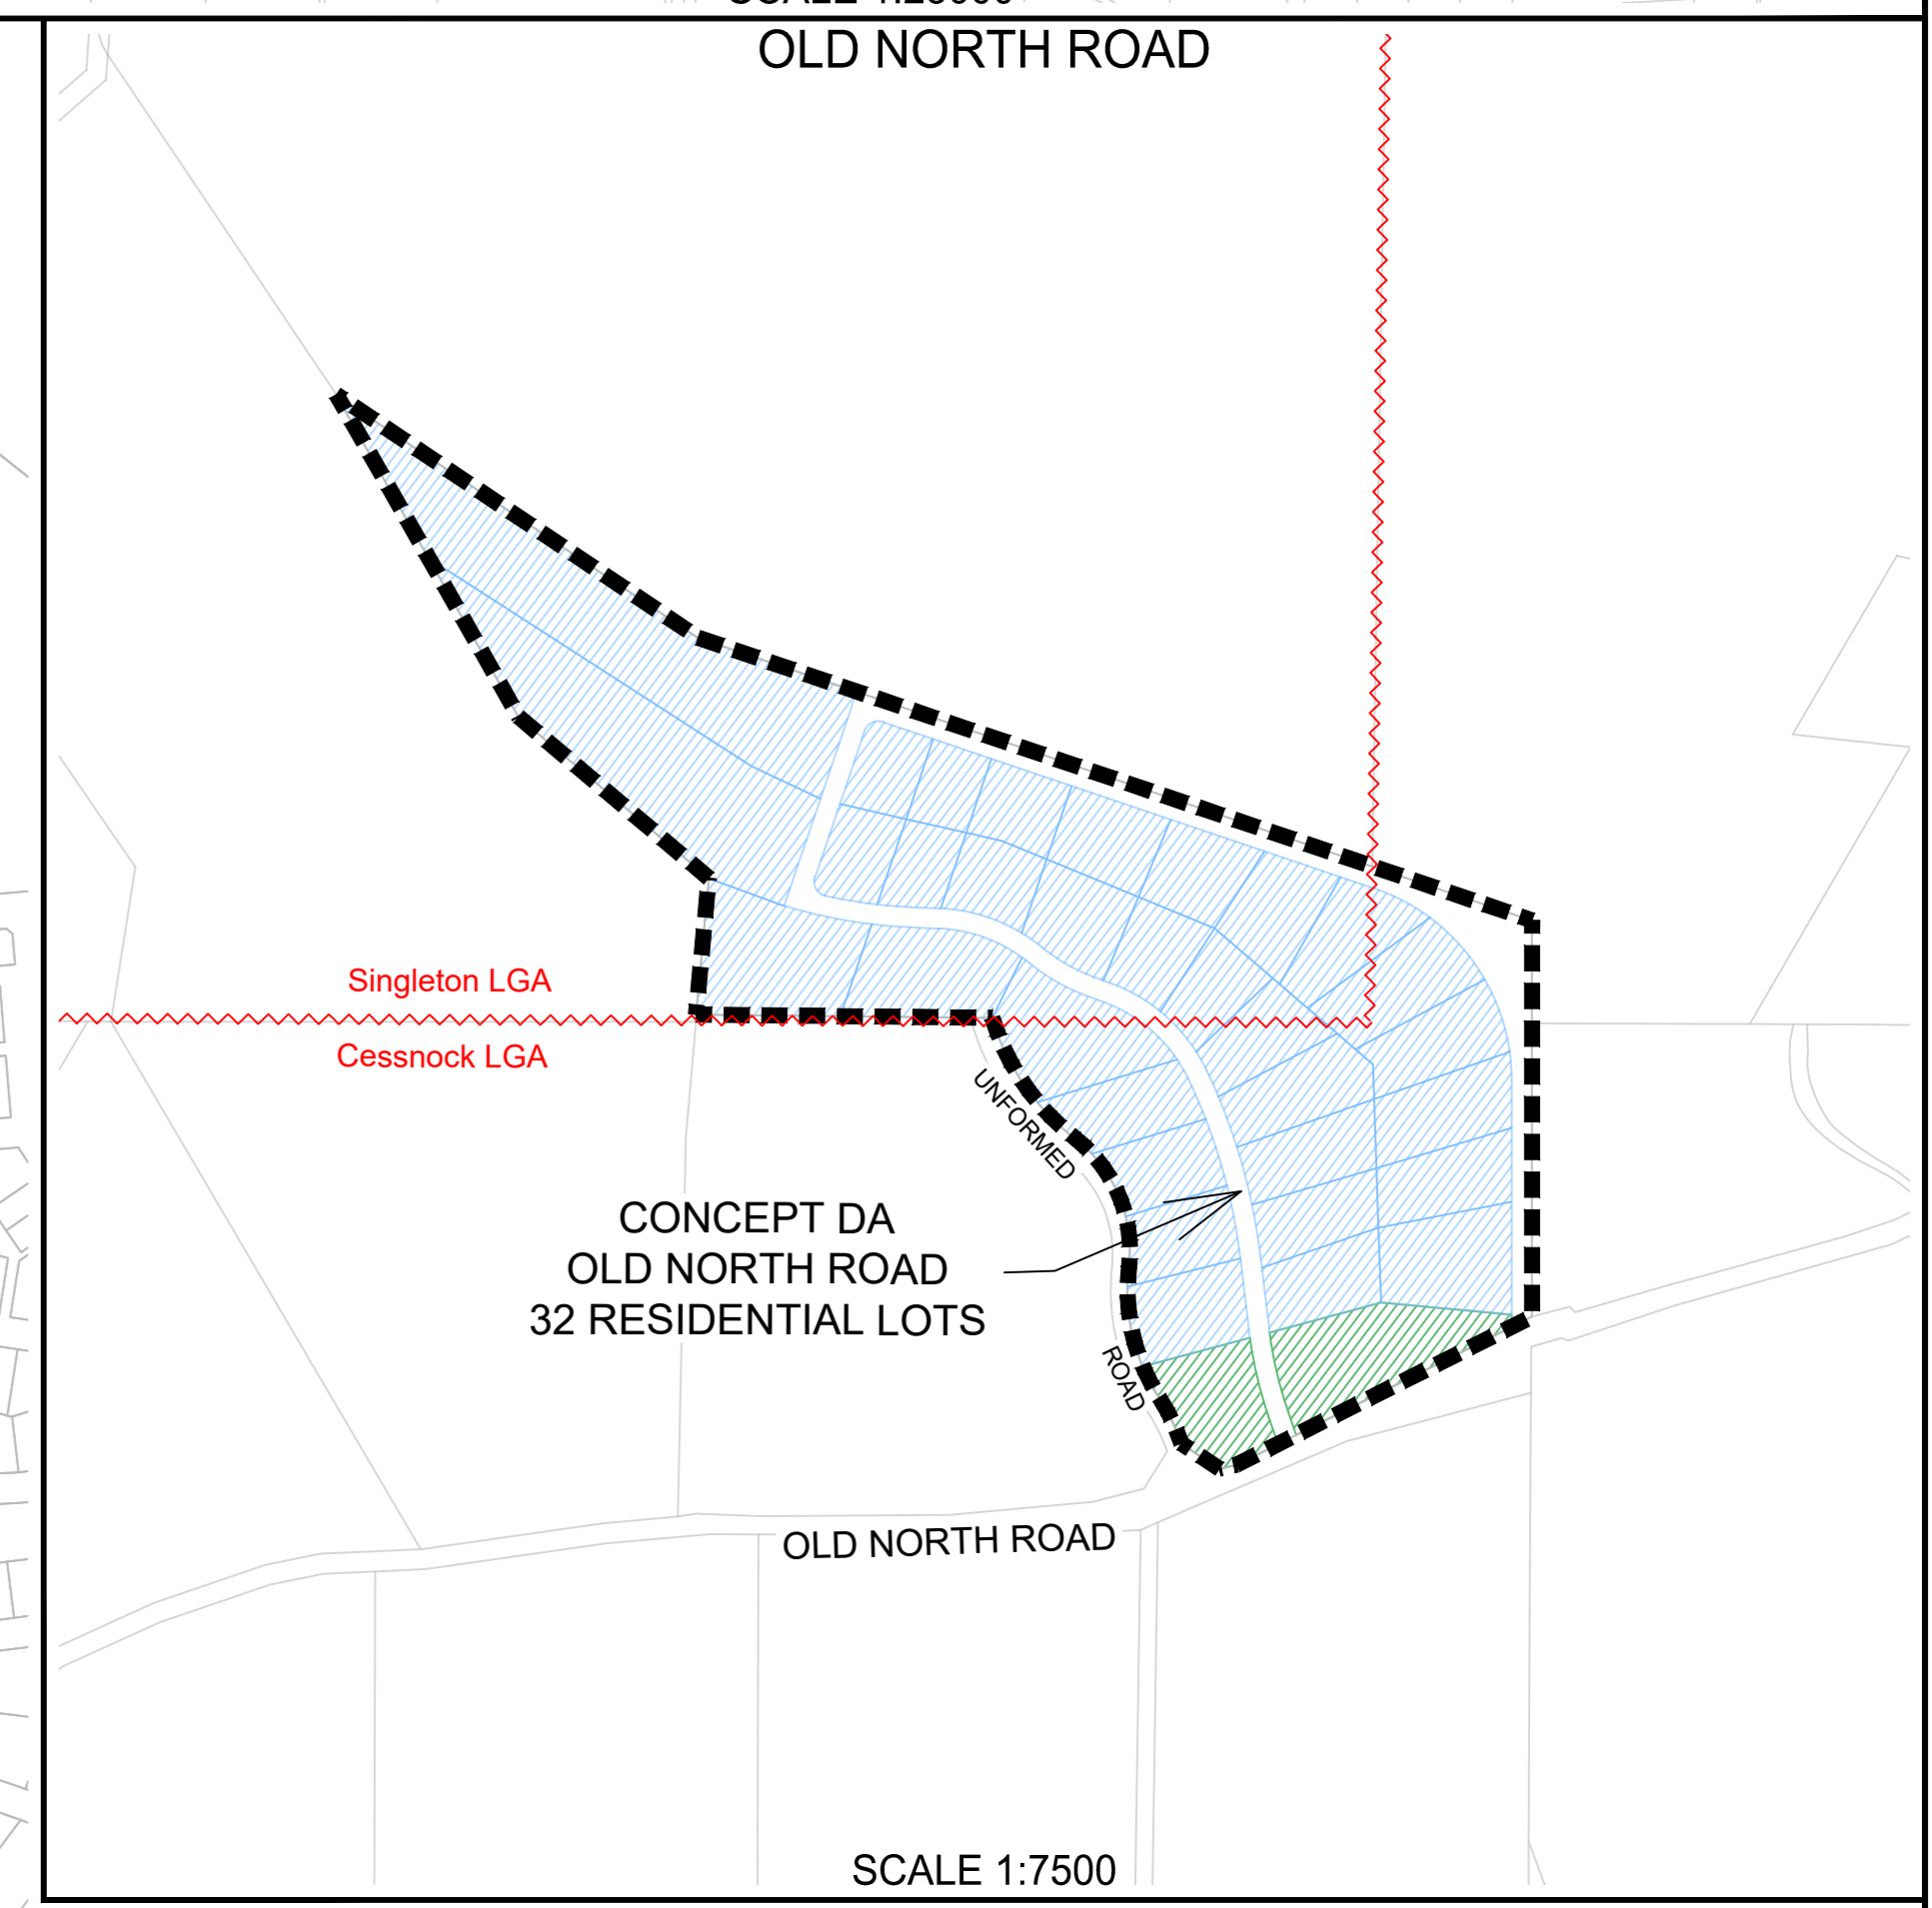 OLD NORTH ROAD
Singleton LGA
Cessnock LGA
UNFORMED
CONCEPT DA
OLD NORTH ROAD
32 RESIDENTIAL LOTS
ROAD
OLD NORTH ROAD
SCALE 1:7500